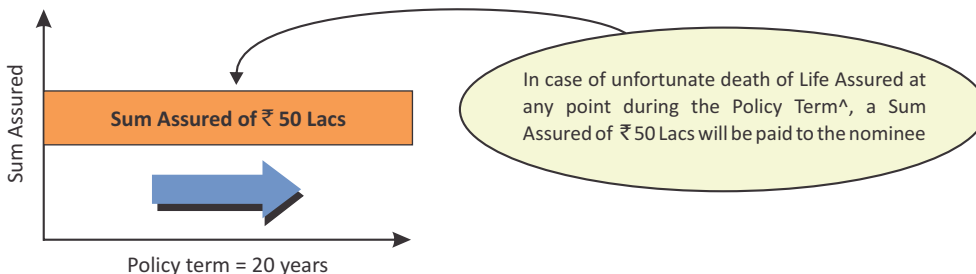 Sum Assured
Sum Assured of ₹ 50 Lacs
In case of unfortunate death of Life Assured at
any point during the Policy Term^, a Sum
Assured of ₹ 50 Lacs will be paid to the nominee
Policy term = 20 years